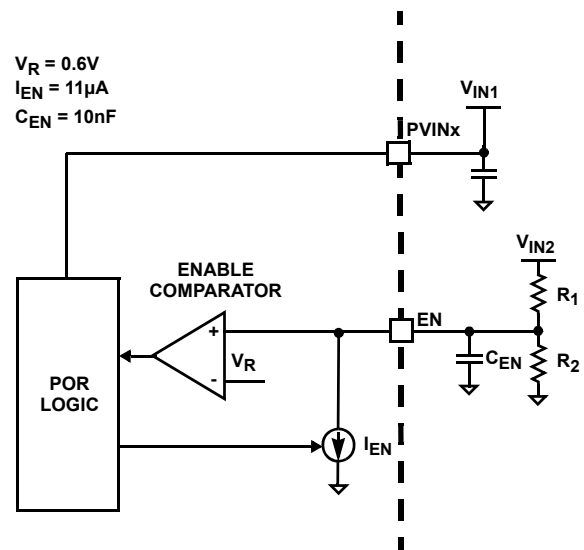 V_R = 0.6V
I_EN = 11µA
C_EN = 10nF
V_IN1
PVINx
V_IN2
ENABLE
COMPARATOR
EN
R_1
+
V_R
-
C_EN
R_2
POR
LOGIC
I_EN